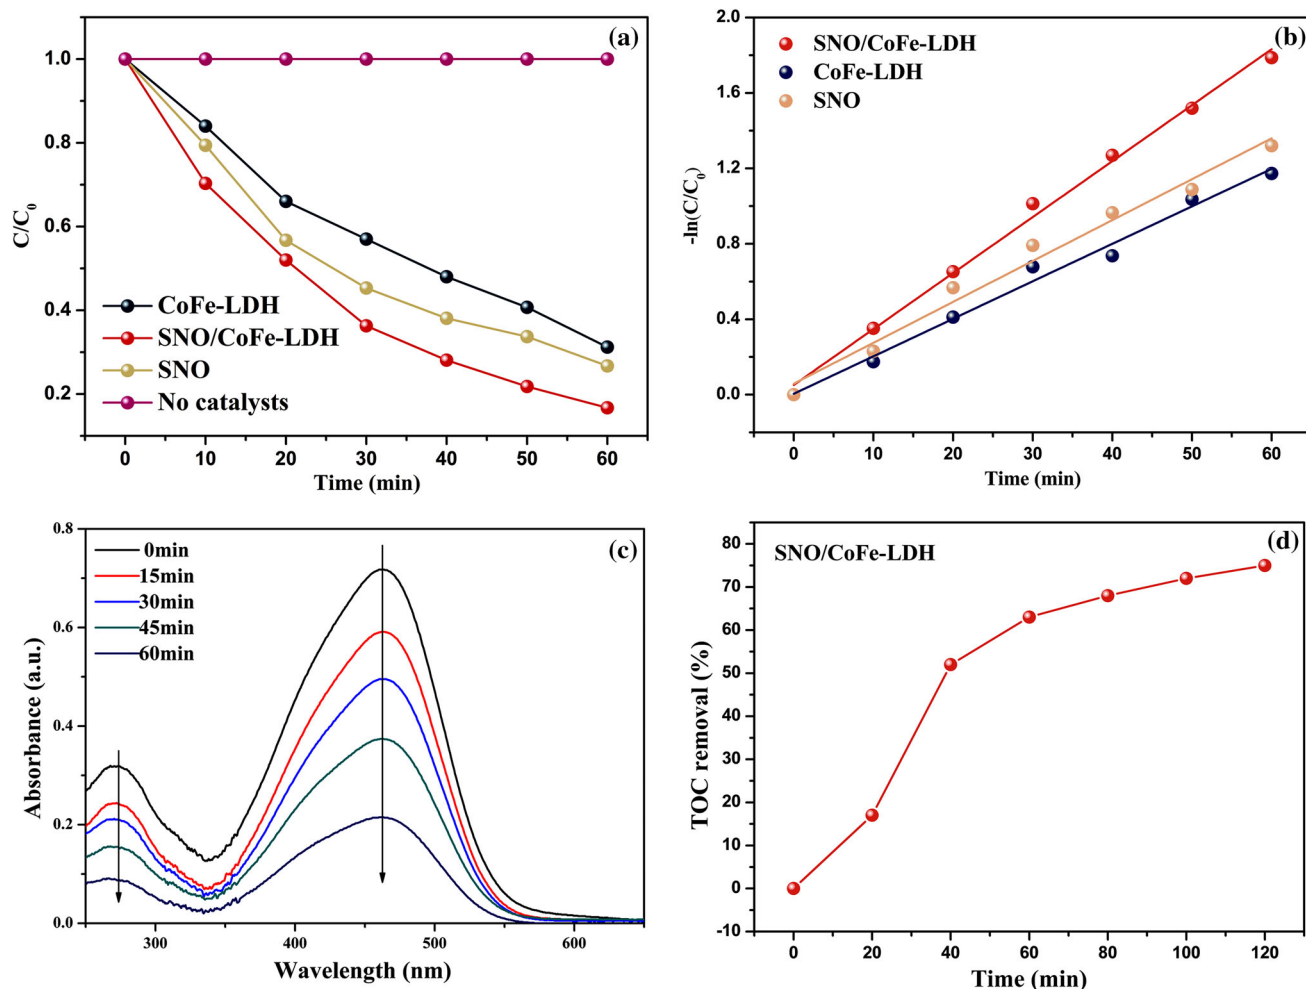 (a)
C/C0
1.0
0.8
0.6
0.4
0.2
CoFe-LDH
SNO/CoFe-LDH
SNO
No catalysts
0 10 20 30 40 50 60
Time (min)
(b)
-ln(C/C0)
2.0
1.6
1.2
0.8
0.4
0.0
SNO/CoFe-LDH
CoFe-LDH
SNO
0 10 20 30 40 50 60
Time (min)
(c)
Absorbance (a.u.)
0.8
0.6
0.4
0.2
0.0
0min
15min
30min
45min
60min
300 400 500 600
Wavelength (nm)
(d)
SNO/CoFe-LDH
TOC removal (%)
80
70
60
50
40
30
20
10
0
-10
0 20 40 60 80 100 120
Time (min)